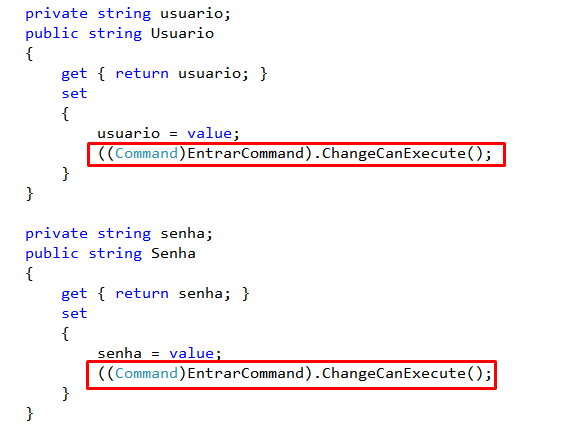 private string usuario;
public string Usuario
{
    get { return usuario; }
    set
    {
        usuario = value;
        ((Command)EntrarCommand).ChangeCanExecute();
    }
}

private string senha;
public string Senha
{
    get { return senha; }
    set
    {
        senha = value;
        ((Command)EntrarCommand).ChangeCanExecute();
    }
}